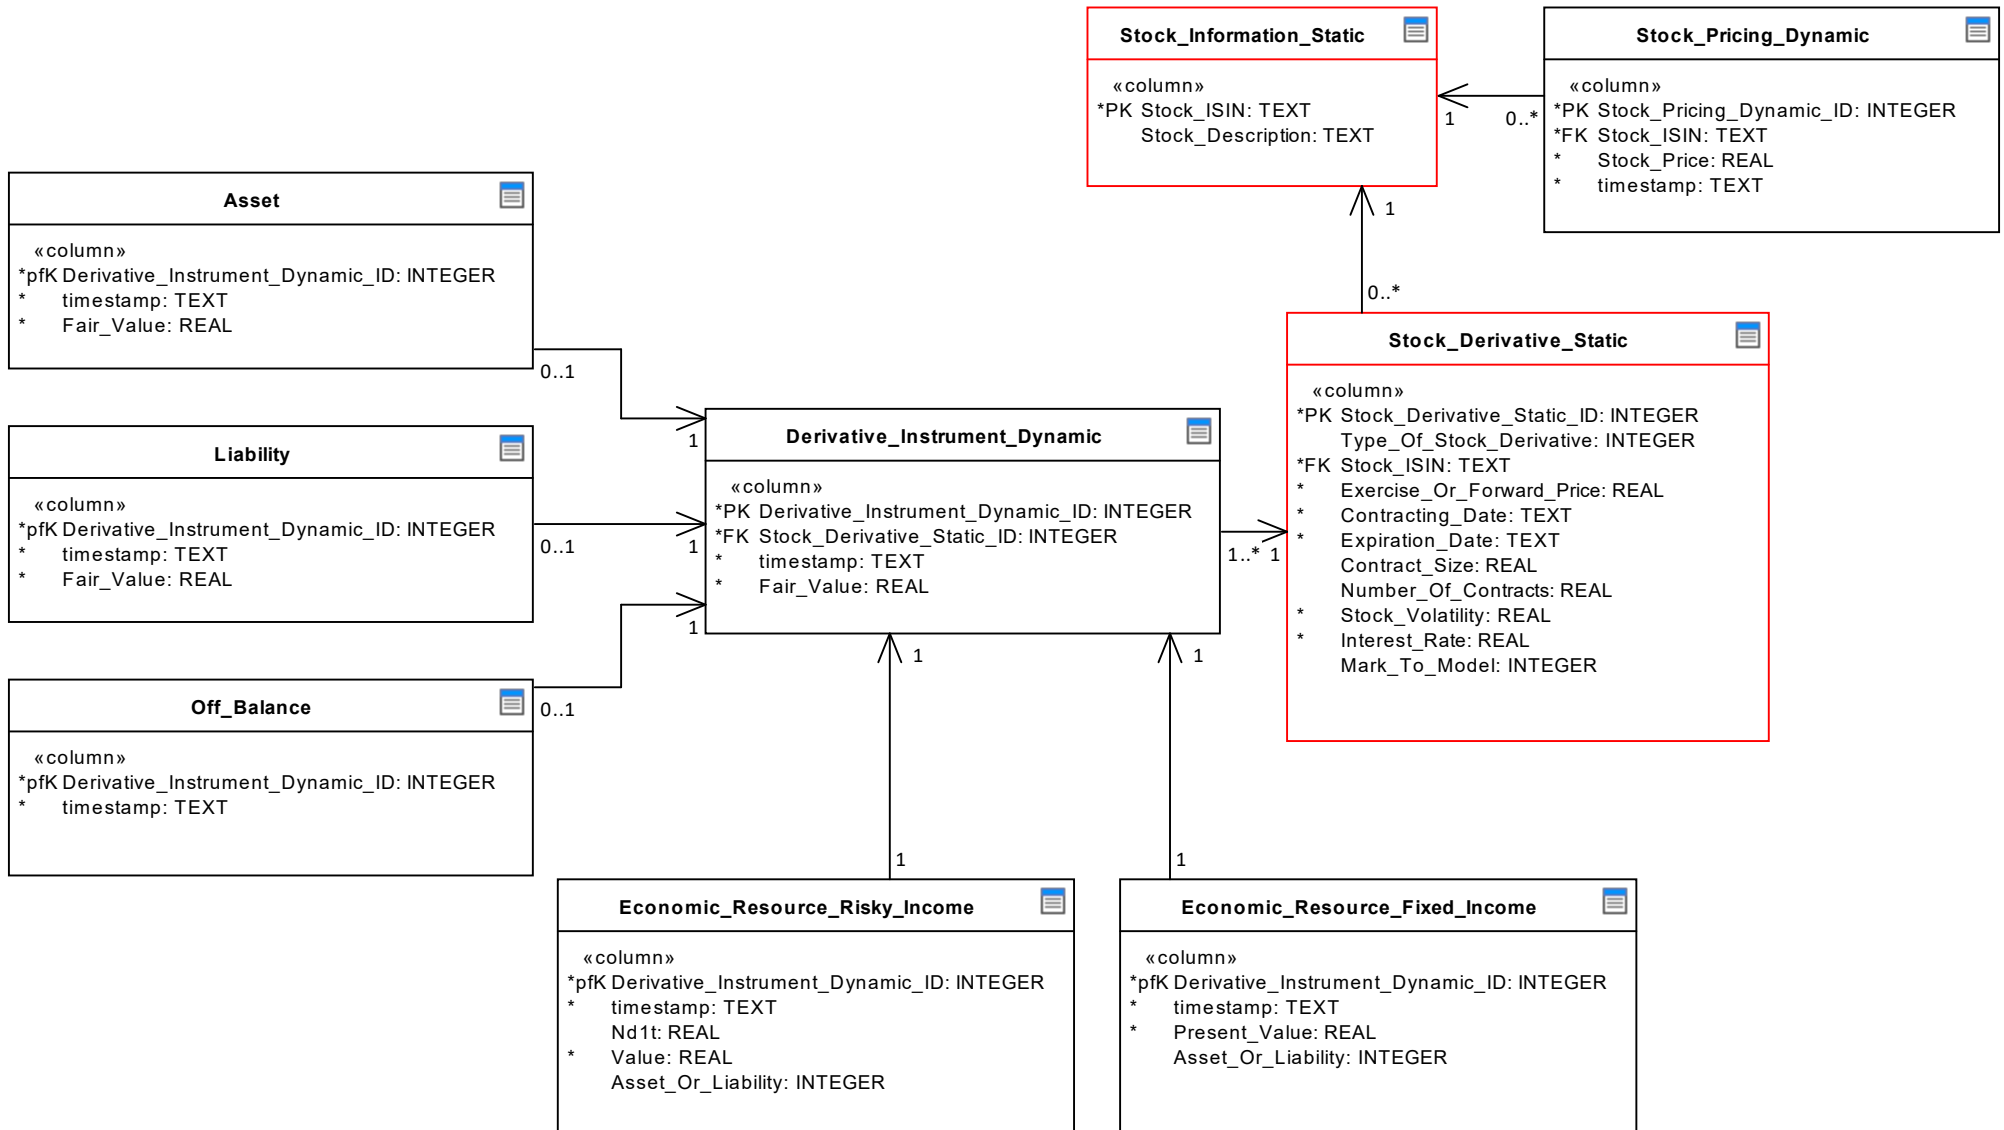 Stock_Information_Static
«column»
*PK Stock_ISIN: TEXT
Stock_Description: TEXT
Stock_Pricing_Dynamic
«column»
*PK Stock_Pricing_Dynamic_ID: INTEGER
*FK Stock_ISIN: TEXT
* Stock_Price: REAL
* timestamp: TEXT
1
0..*
1
0..*
Asset
«column»
*pfK Derivative_Instrument_Dynamic_ID: INTEGER
* timestamp: TEXT
* Fair_Value: REAL
0..1
1
Liability
«column»
*pfK Derivative_Instrument_Dynamic_ID: INTEGER
* timestamp: TEXT
* Fair_Value: REAL
0..1
1
Off_Balance
«column»
*pfK Derivative_Instrument_Dynamic_ID: INTEGER
* timestamp: TEXT
0..1
1
Derivative_Instrument_Dynamic
«column»
*PK Derivative_Instrument_Dynamic_ID: INTEGER
*FK Stock_Derivative_Static_ID: INTEGER
* timestamp: TEXT
* Fair_Value: REAL
1..*
1
Stock_Derivative_Static
«column»
*PK Stock_Derivative_Static_ID: INTEGER
Type_Of_Stock_Derivative: INTEGER
*FK Stock_ISIN: TEXT
* Exercise_Or_Forward_Price: REAL
* Contracting_Date: TEXT
* Expiration_Date: TEXT
Contract_Size: REAL
Number_Of_Contracts: REAL
* Stock_Volatility: REAL
* Interest_Rate: REAL
Mark_To_Model: INTEGER
1
1
1
1
Economic_Resource_Risky_Income
«column»
*pfK Derivative_Instrument_Dynamic_ID: INTEGER
* timestamp: TEXT
Nd1t: REAL
* Value: REAL
Asset_Or_Liability: INTEGER
Economic_Resource_Fixed_Income
«column»
*pfK Derivative_Instrument_Dynamic_ID: INTEGER
* timestamp: TEXT
* Present_Value: REAL
Asset_Or_Liability: INTEGER